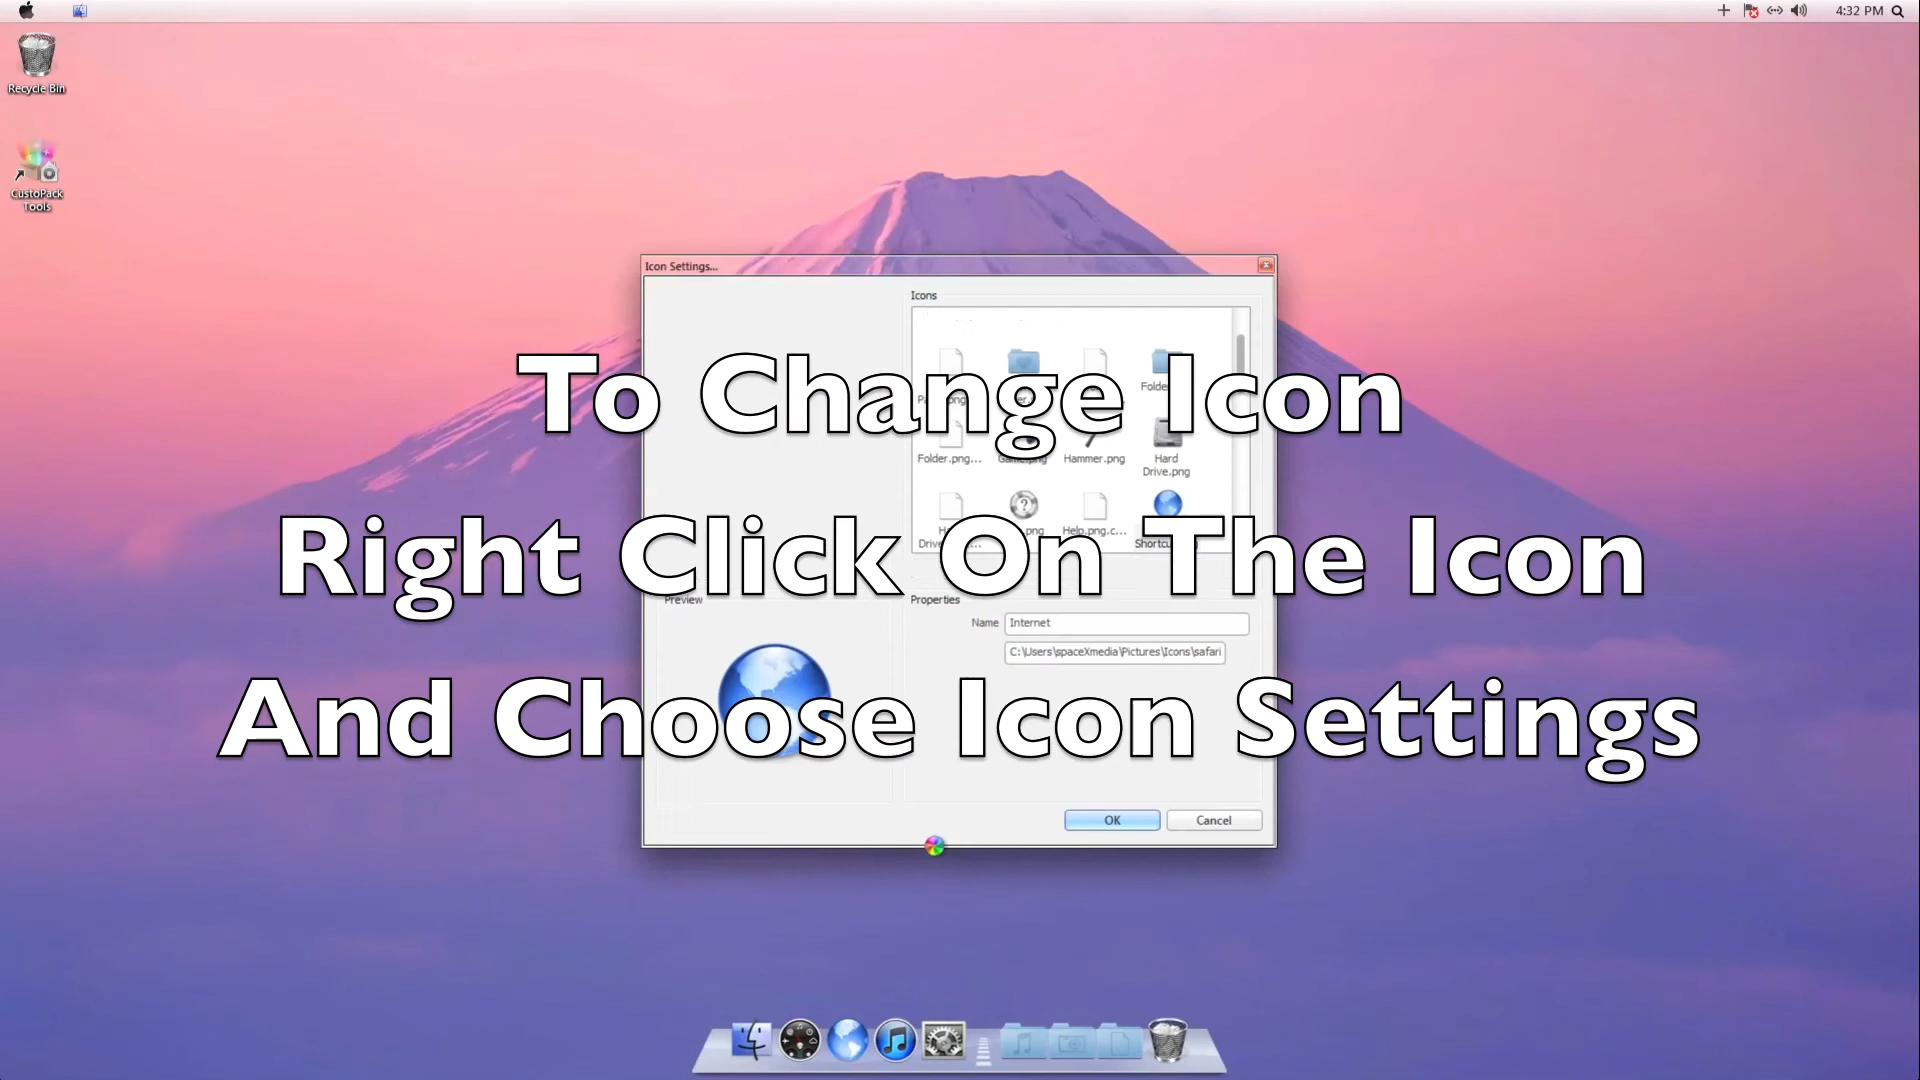 4:32 PM
Recycle Bin
CustoPack
Tools
Icon Settings...
Icons
To Change Icon
Folder.png...
Game.png
Hammer.png
Hard
Drive.png
Help.png.c...
Right Click On The Icon
Preview
Properties
Name
Internet
C:\Users\spaceXmedia\Pictures\Icons\safari
And Choose Icon Settings
OK
Cancel